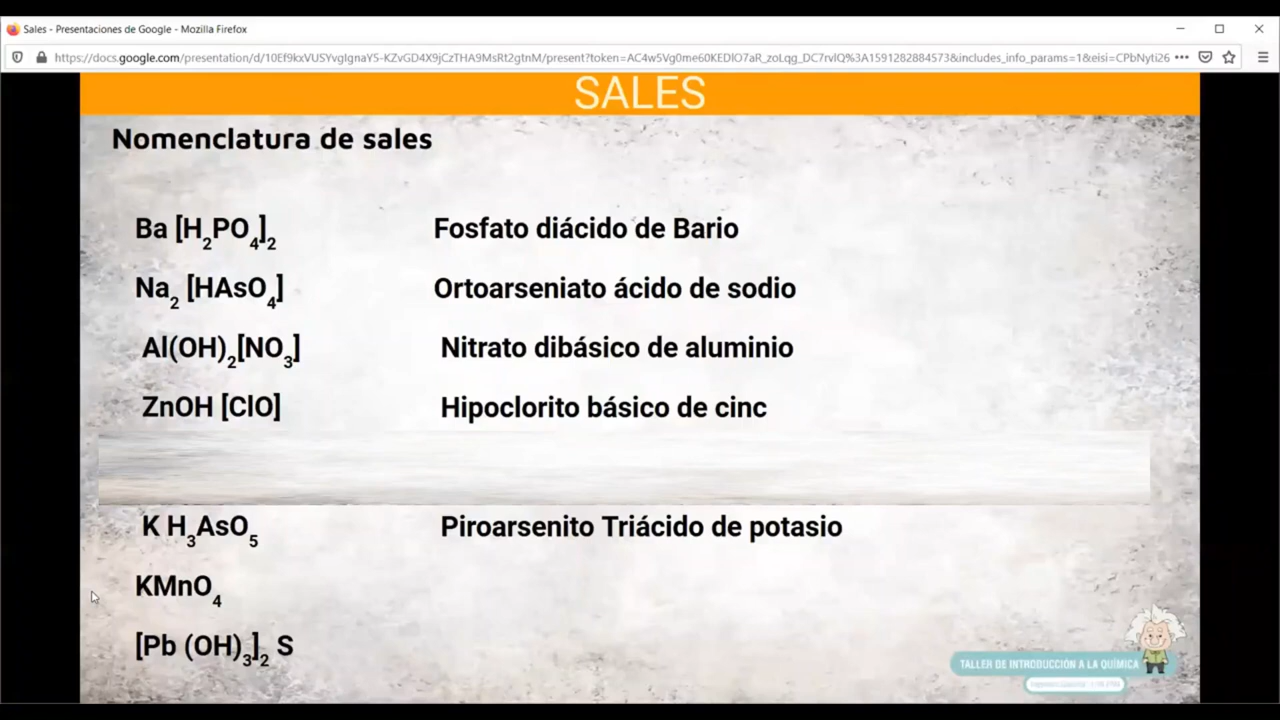 Sales - Presentaciones de Google - Mozilla Firefox
https://docs.google.com/presentation/d/10Ef9kxVUSYvgIgnaYS-KZvGD4X9jCzTHA9MsRt2gtnM/present?token=AC4w5Vg0me60KEDlO7aR_zoLqg_DC7rvlQ%3A1591282884573&includes_info_params=1&eisi=CPbNyti26
SALES
Nomenclatura de sales
Ba [H₂PO₄]₂ Fosfato diácido de Bario
Na₂ [HAsO₄] Ortoarseniato ácido de sodio
Al(OH)₂[NO₃] Nitrato dibásico de aluminio
ZnOH [ClO] Hipoclorito básico de cinc
K H₃AsO₅ Piroarsenito Triácido de potasio
KMnO₄
[Pb (OH)₃]₂ S
TALLER DE INTRODUCCIÓN A LA QUÍMICA